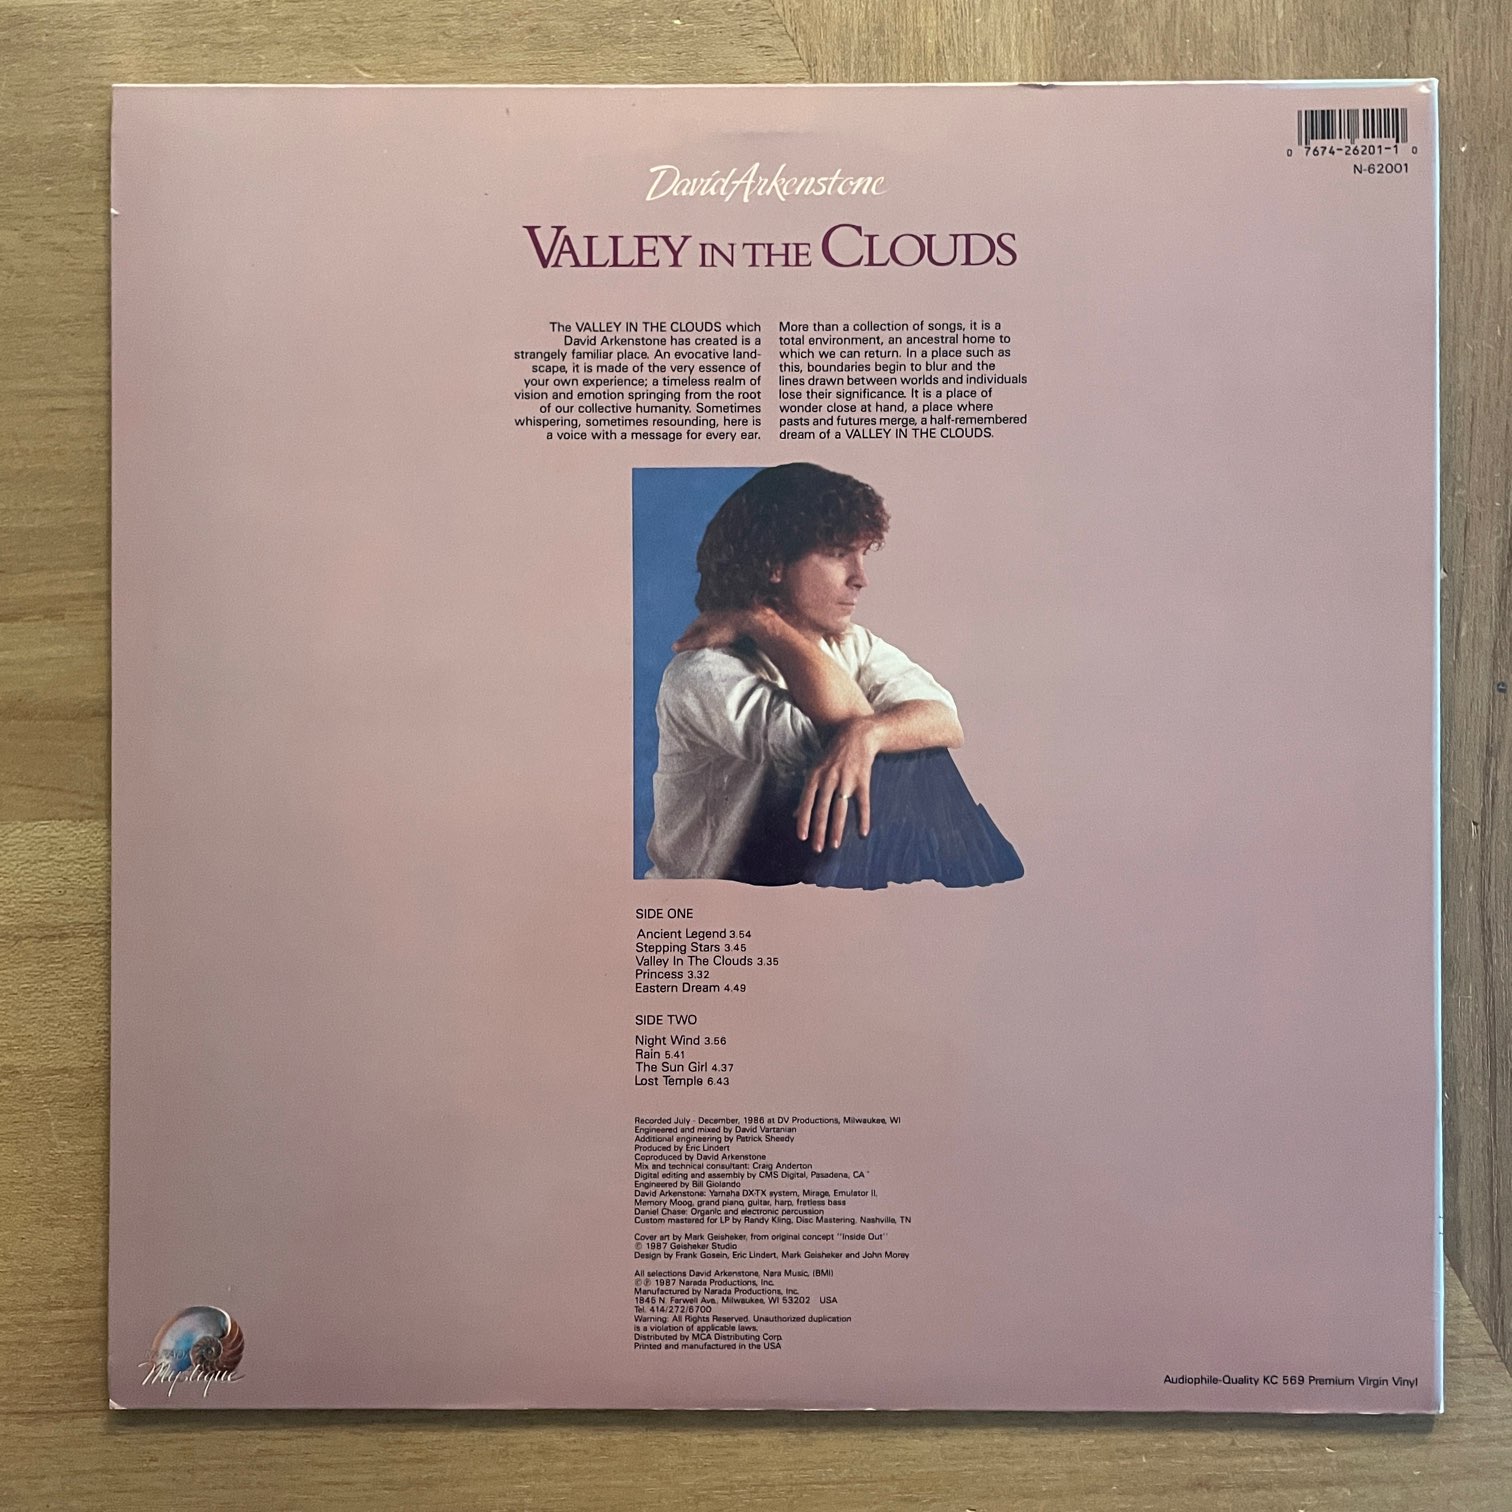 0 7674-26201-1 0
N-62001
David Arkenstone
VALLEY IN THE CLOUDS
The VALLEY IN THE CLOUDS which
David Arkenstone has created is a
strangely familiar place. An evocative land-
scape, it is made of the very essence of
your own experience; a timeless realm of
vision and emotion springing from the root
of our collective humanity. Sometimes
whispering, sometimes resounding, here is
a voice with a message for every ear.
More than a collection of songs, it is a
total environment, an ancestral home to
which we can return. In a place such as
this, boundaries begin to blur and the
lines drawn between worlds and individuals
lose their significance. It is a place of
wonder close at hand, a place where
pasts and futures merge, a half-remembered
dream of a VALLEY IN THE CLOUDS.
SIDE ONE
Ancient Legend 3.54
Stepping Stars 3.45
Valley In The Clouds 3.35
Princess 3.32
Eastern Dream 4.49
SIDE TWO
Night Wind 3.56
Rain 5.41
The Sun Girl 4.37
Lost Temple 6.43
Recorded July - December, 1986 at DV Productions, Milwaukee, WI
Engineered and mixed by David Vartanian
Additional engineering by Patrick Sheedy
Produced by Eric Lindert
Coproduced by David Arkenstone
Mix and technical consultant: Craig Anderton
Digital editing and assembly by CMS Digital, Pasadena, CA
Engineered by Bill Giolando
David Arkenstone: Yamaha DX-TX system, Mirage, Emulator II,
Memory Moog, grand piano, guitar, harp, fretless bass
Daniel Chase: Organic and electronic percussion
Custom mastered for LP by Randy Kling, Disc Mastering, Nashville, TN
Cover art by Mark Geisheker, from original concept "Inside Out"
© 1987 Geisheker Studio
Design by Frank Gosein, Eric Lindert, Mark Geisheker and John Morey
All selections David Arkenstone, Nara Music, (BMI)
© ℗ 1987 Narada Productions, Inc.
Manufactured by Narada Productions, Inc.
1845 N. Farwell Ave., Milwaukee, WI 53202 USA
Tel. 414/272/6700
Warning: All Rights Reserved. Unauthorized duplication
is a violation of applicable laws.
Distributed by MCA Distributing Corp.
Printed and manufactured in the USA
NARADA
Mystique
Audiophile-Quality KC 569 Premium Virgin Vinyl